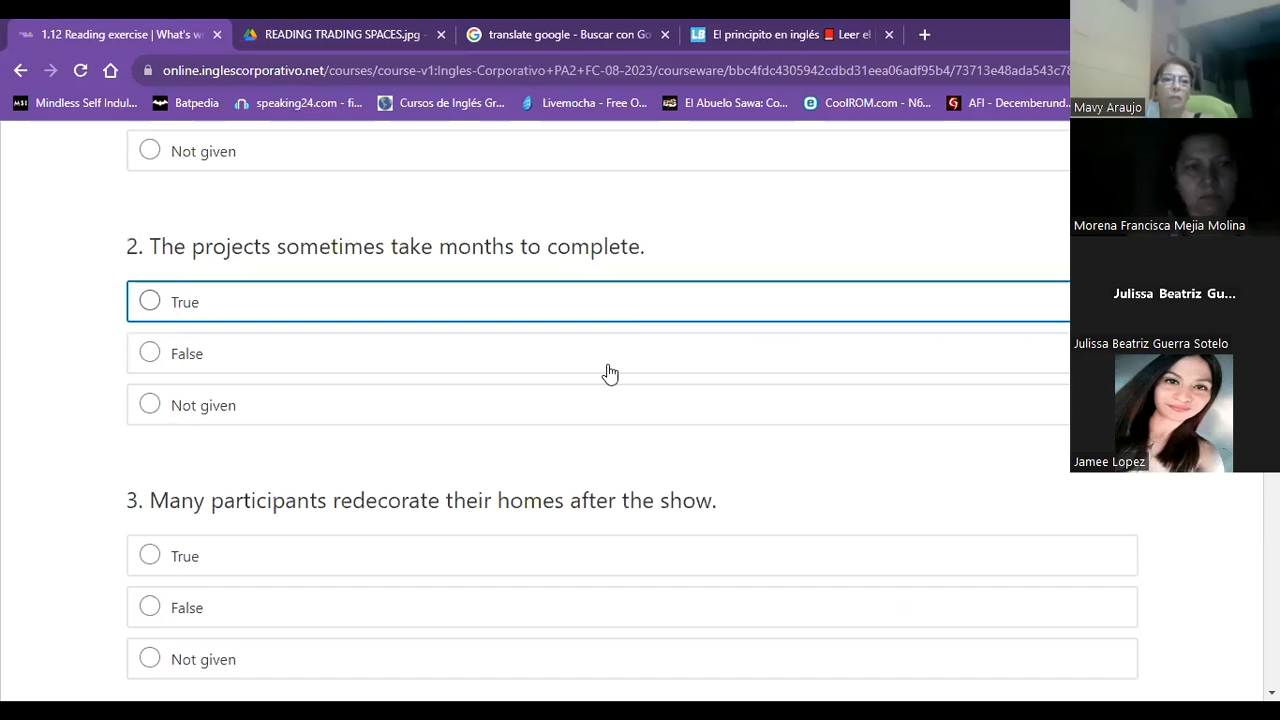 1.12 Reading exercise | What's w
READING TRADING SPACES.jpg -
translate google - Buscar con Go
El principito en inglés 📕 Leer el
online.inglescorporativo.net/courses/course-v1:Ingles-Corporativo+PA2+FC-08-2023/courseware/bbc4fdc4305942cdbd31eea06adf95b4/73713e48ada543c78
Mindless Self Indul...
Batpedia
speaking24.com - fi...
Cursos de Inglés Gr...
Livemocha - Free O...
El Abuelo Sawa: Co...
CoolROM.com - N6...
AFI - Decemberund...
Mavy Araujo
Not given
Morena Francisca Mejia Molina
2. The projects sometimes take months to complete.
True
False
Not given
Julissa Beatriz Gu...
Julissa Beatriz Guerra Sotelo
Jamee Lopez
3. Many participants redecorate their homes after the show.
True
False
Not given